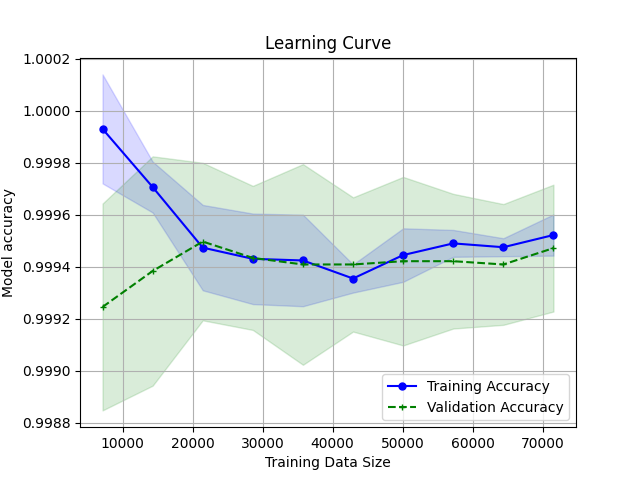 Learning Curve
Model accuracy
1.0002
1.0000
0.9998
0.9996
0.9994
0.9992
0.9990
0.9988
10000 20000 30000 40000 50000 60000 70000
Training Data Size
Training Accuracy
Validation Accuracy